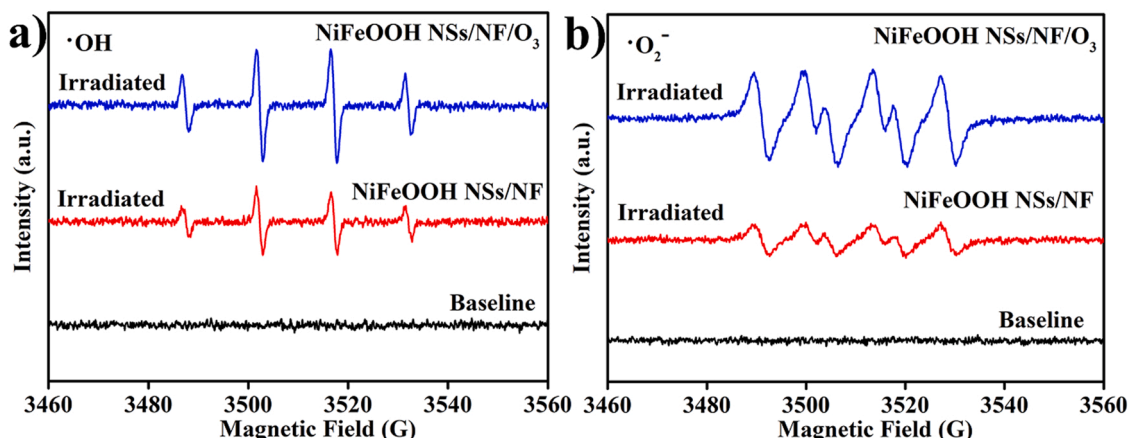 a)
·OH
NiFeOOH NSs/NF/O₃
Irradiated
NiFeOOH NSs/NF
Irradiated
Baseline
Intensity (a.u.)
3460 3480 3500 3520 3540 3560
Magnetic Field (G)
b)
·O₂⁻
NiFeOOH NSs/NF/O₃
Irradiated
NiFeOOH NSs/NF
Irradiated
Baseline
Intensity (a.u.)
3460 3480 3500 3520 3540 3560
Magnetic Field (G)